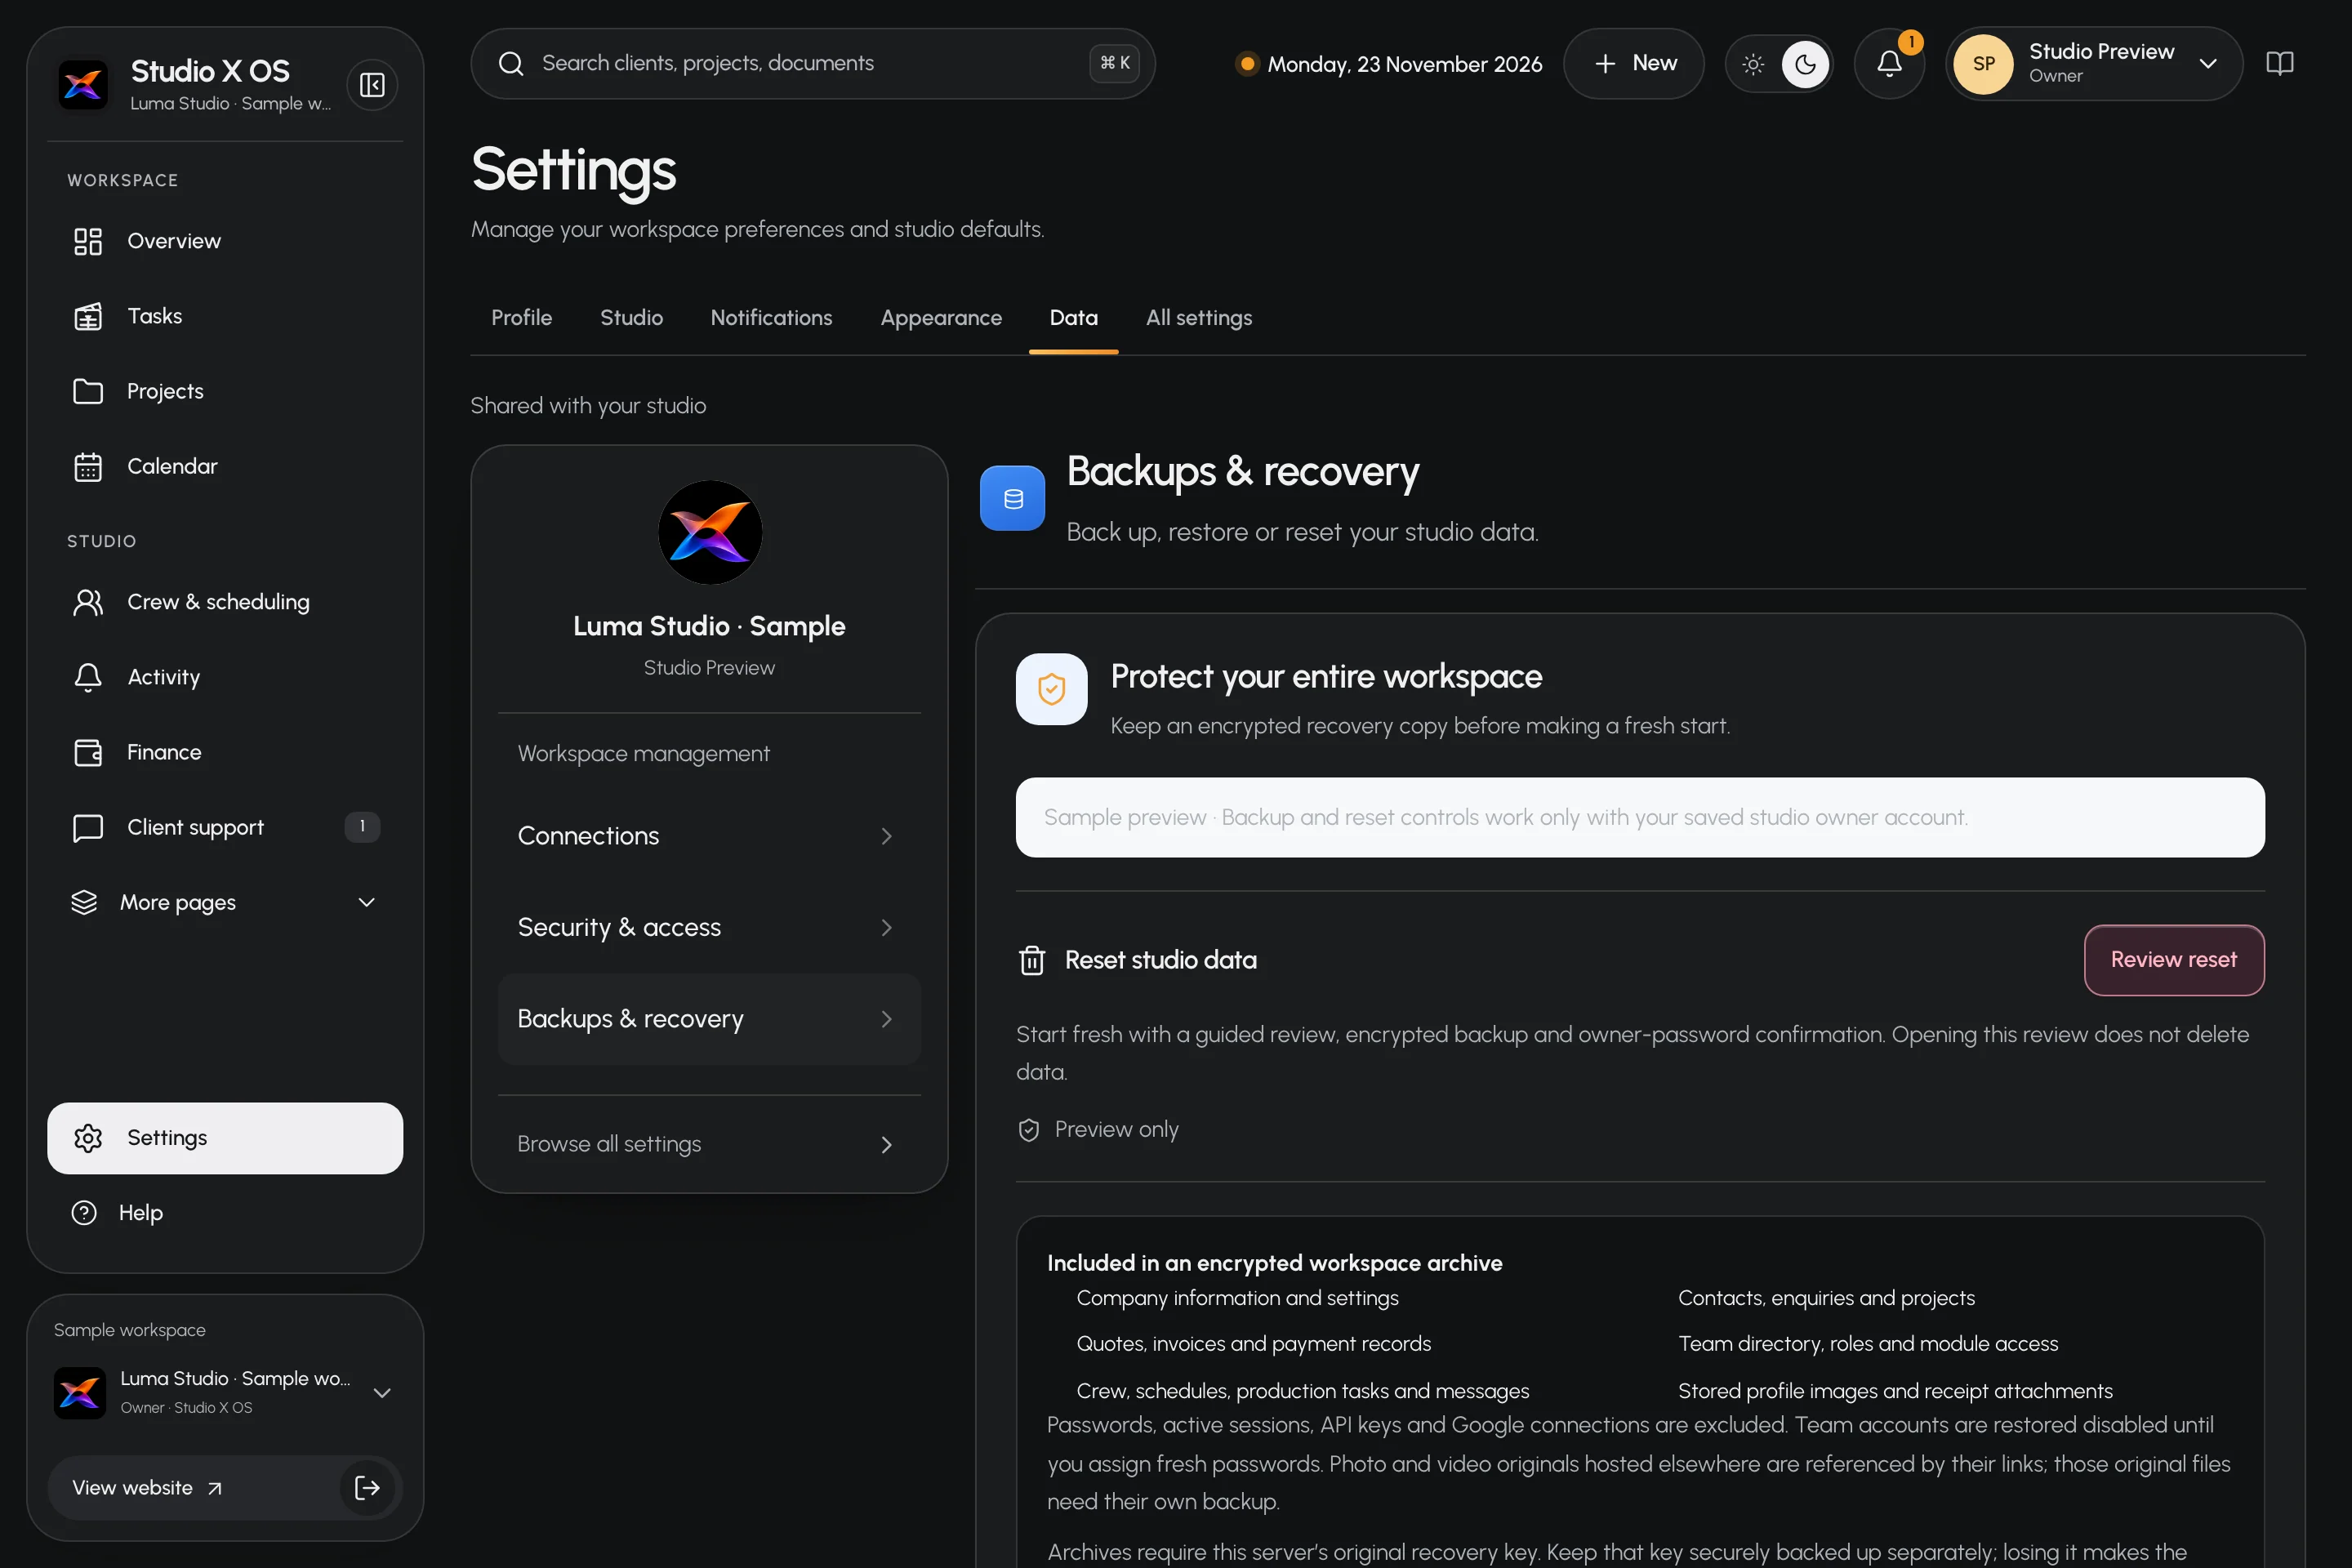 Studio X OS
Luma Studio · Sample w...
WORKSPACE
Overview
Tasks
Projects
Calendar
STUDIO
Crew & scheduling
Activity
Finance
Client support
1
More pages
Settings
Help
Sample workspace
Luma Studio · Sample wo...
Owner · Studio X OS
View website
Search clients, projects, documents
⌘ K
Monday, 23 November 2026
New
1
SP
Studio Preview
Owner
Settings
Manage your workspace preferences and studio defaults.
Profile
Studio
Notifications
Appearance
Data
All settings
Shared with your studio
Luma Studio · Sample
Studio Preview
Workspace management
Connections
Security & access
Backups & recovery
Browse all settings
Backups & recovery
Back up, restore or reset your studio data.
Protect your entire workspace
Keep an encrypted recovery copy before making a fresh start.
Sample preview · Backup and reset controls work only with your saved studio owner account.
Reset studio data
Review reset
Start fresh with a guided review, encrypted backup and owner-password confirmation. Opening this review does not delete
data.
Preview only
Included in an encrypted workspace archive
Company information and settings
Contacts, enquiries and projects
Quotes, invoices and payment records
Team directory, roles and module access
Crew, schedules, production tasks and messages
Stored profile images and receipt attachments
Passwords, active sessions, API keys and Google connections are excluded. Team accounts are restored disabled until
you assign fresh passwords. Photo and video originals hosted elsewhere are referenced by their links; those original files
need their own backup.
Archives require this server's original recovery key. Keep that key securely backed up separately; losing it makes the